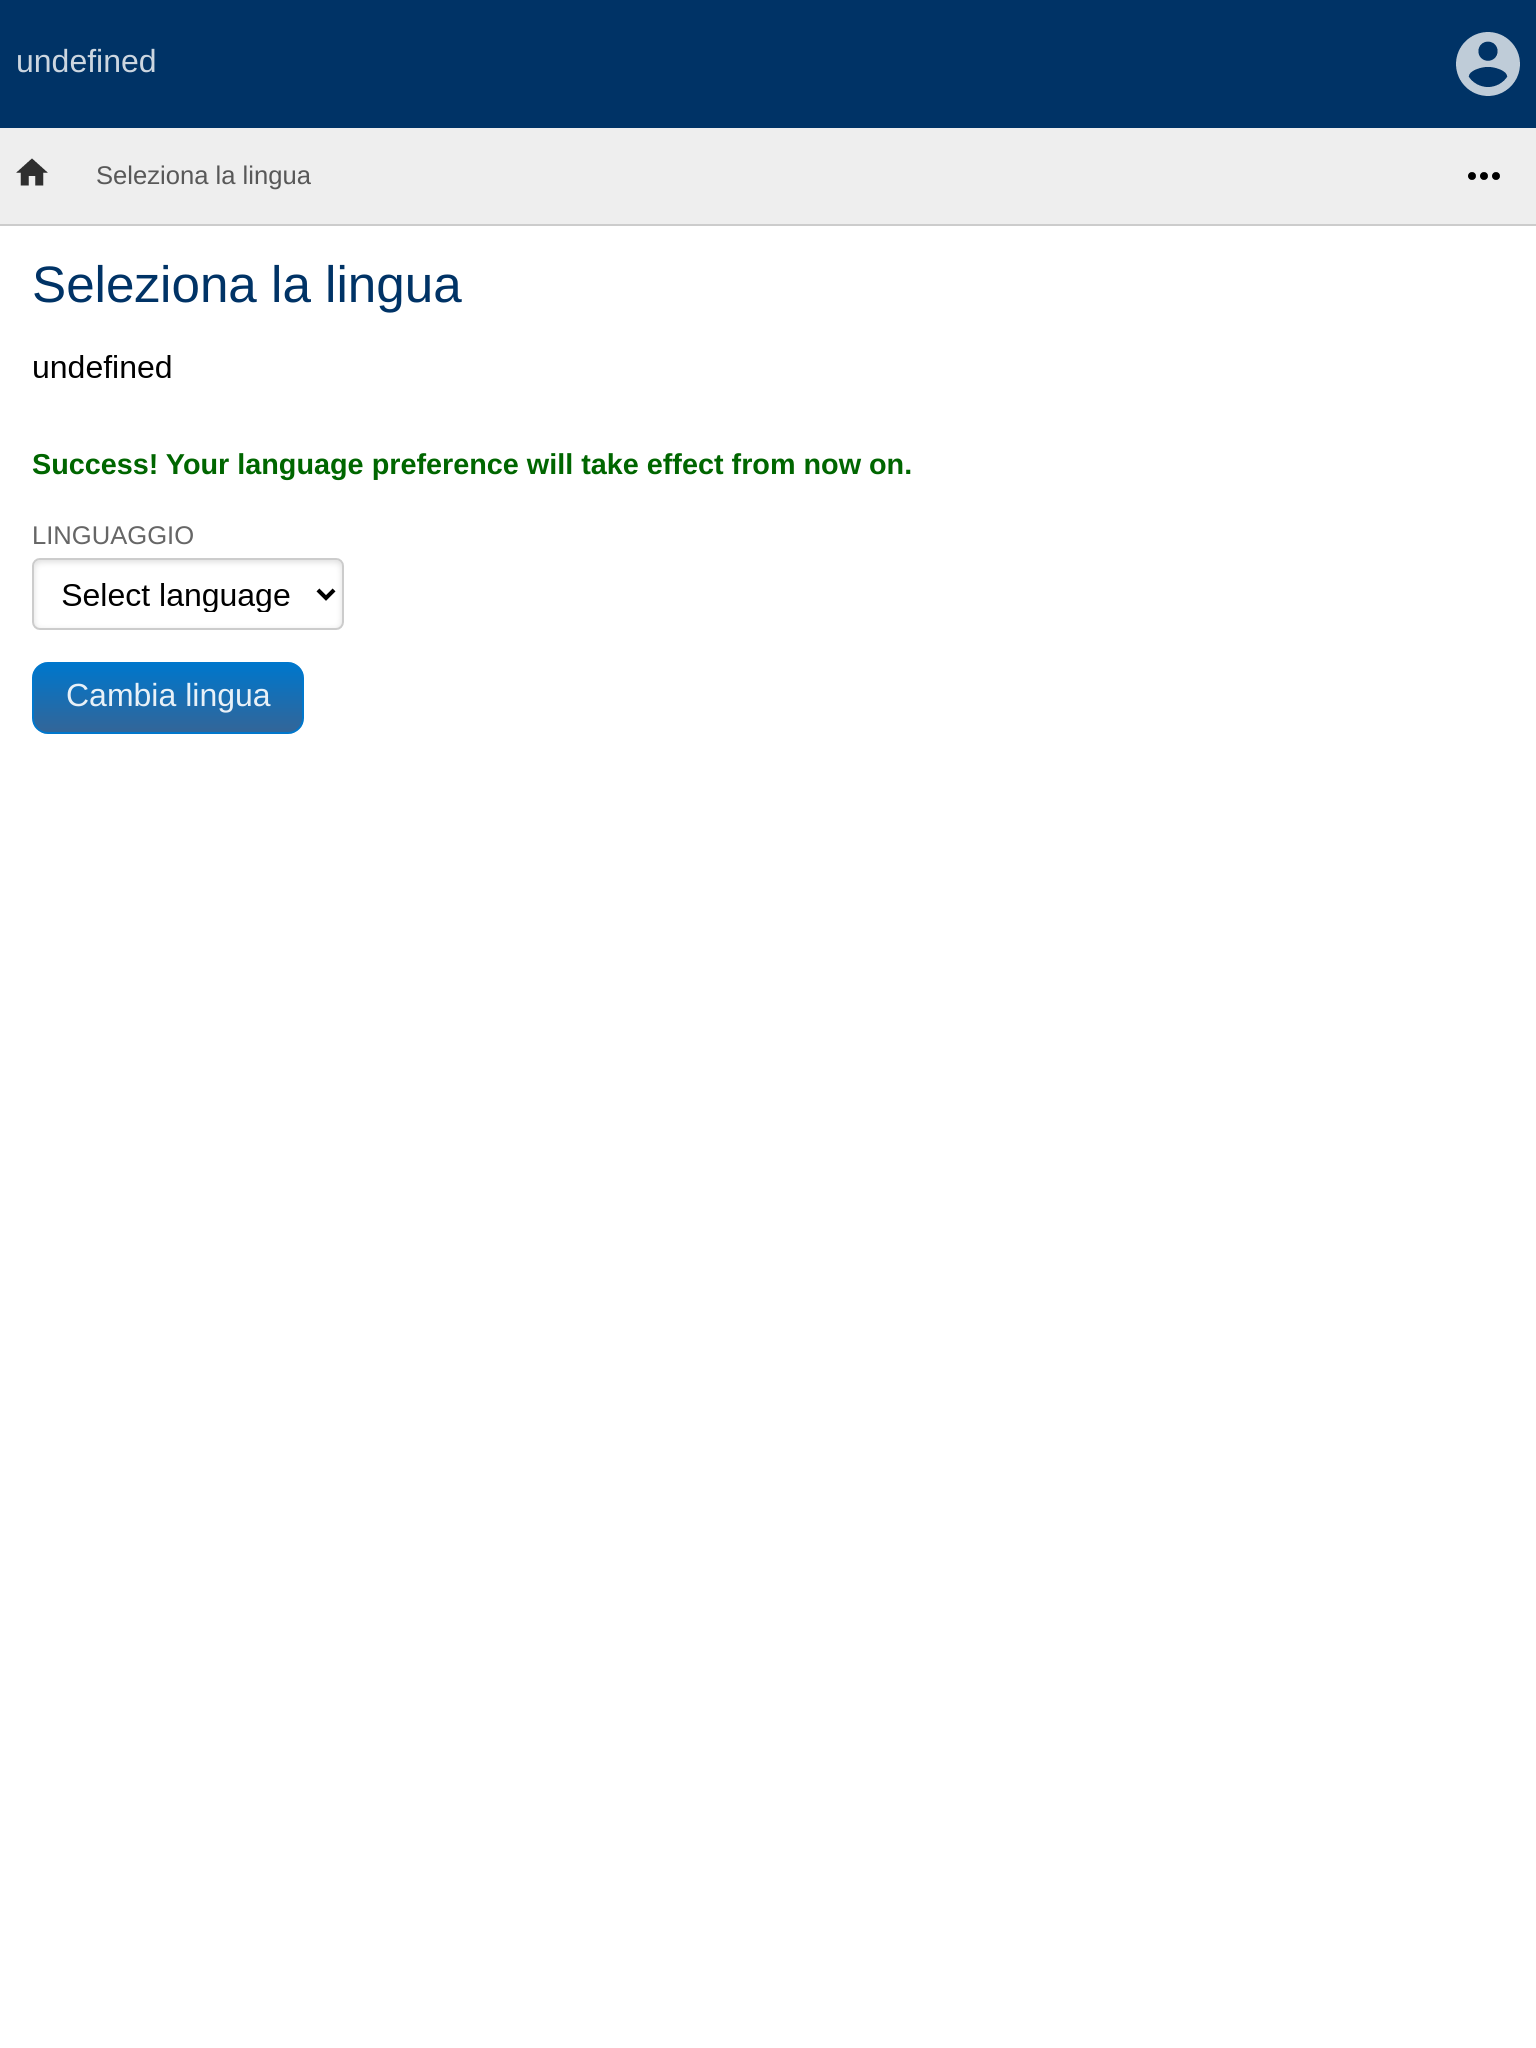 undefined
Seleziona la lingua
Seleziona la lingua
undefined
Success! Your language preference will take effect from now on.
LINGUAGGIO
Select language
Cambia lingua